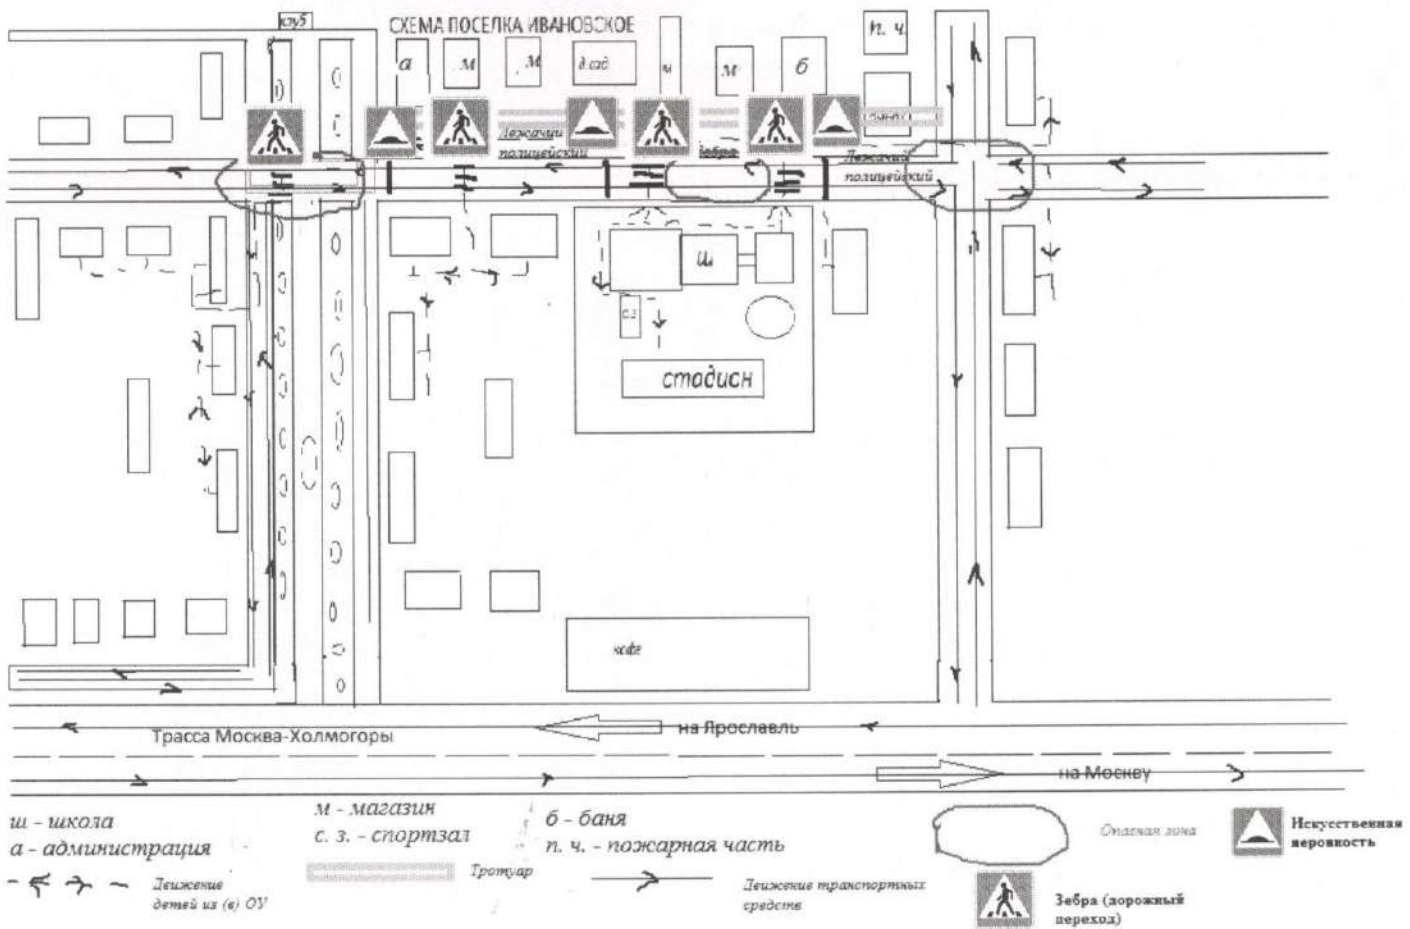 клуб
СХЕМА ПОСЕЛКА ИВАНОВСКОЕ
п. ч.
а
м
м
д.сад
м
м
б
Лежачий
полицейский
Зебра
Лежачий
полицейский
ш
с.з
стадион
кафе
Трасса Москва-Холмогоры
на Ярославль
на Москву
ш - школа
а - администрация
м - магазин
с. з. - спортзал
б - баня
п. ч. - пожарная часть
Опасная зона
Искусственная
неровность
Движение
детей из (в) ОУ
Тротуар
Движение транспортных
средств
Зебра (дорожный
переход)